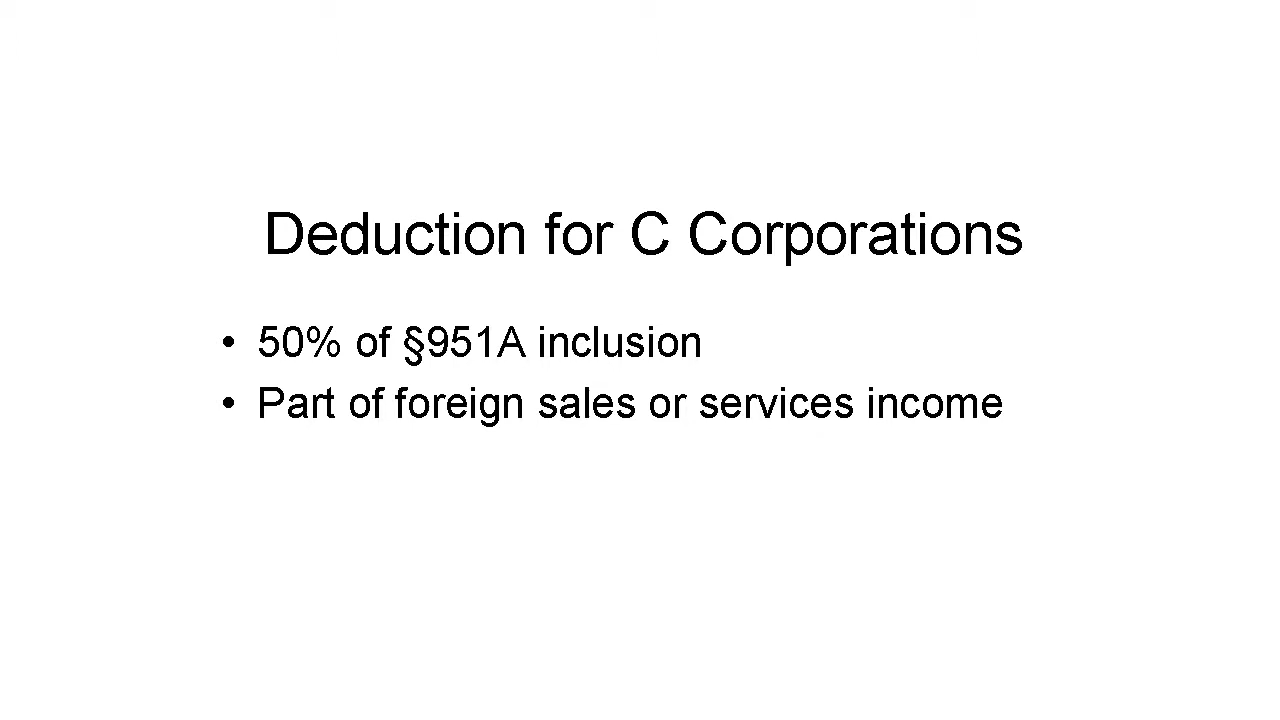 Deduction for C Corporations
• 50% of §951A inclusion
• Part of foreign sales or services income